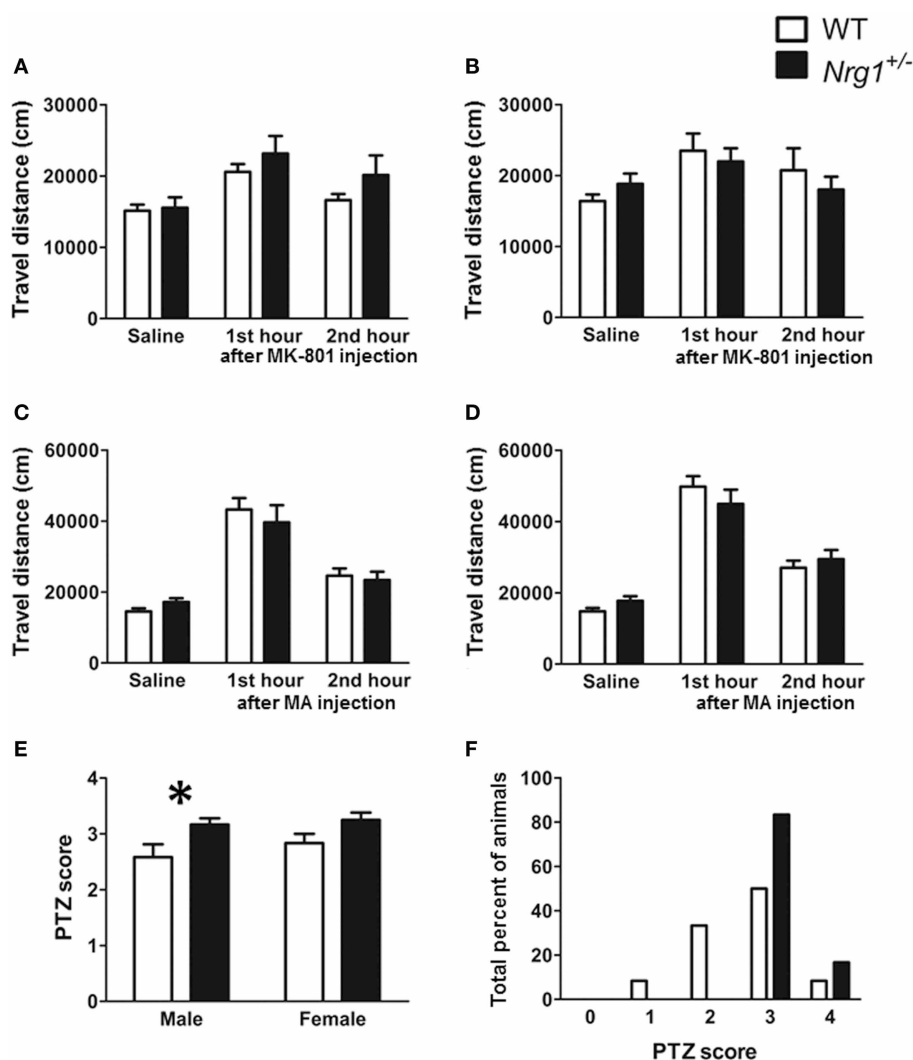 WT
Nrg1+/-
A
Travel distance (cm)
30000
20000
10000
0
Saline
1st hour
2nd hour
after MK-801 injection
B
Travel distance (cm)
30000
20000
10000
0
Saline
1st hour
2nd hour
after MK-801 injection
C
Travel distance (cm)
60000
40000
20000
0
Saline
1st hour
2nd hour
after MA injection
D
Travel distance (cm)
60000
40000
20000
0
Saline
1st hour
2nd hour
after MA injection
E
PTZ score
4
3
2
1
0
*
Male
Female
F
Total percent of animals
100
80
60
40
20
0
0 1 2 3 4
PTZ score